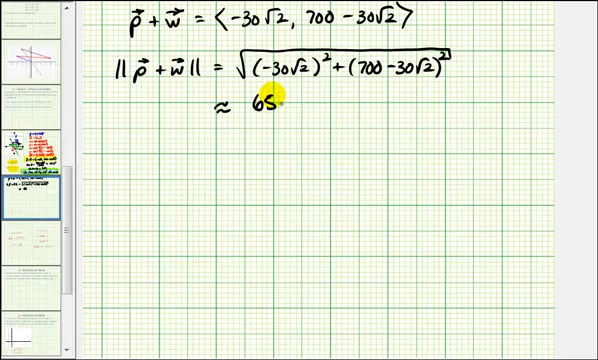 p⃗ + w⃗ = ⟨-30√2, 700 - 30√2⟩
‖ p⃗ + w⃗ ‖ = √((-30√2)² + (700 - 30√2)²)
≈ 65